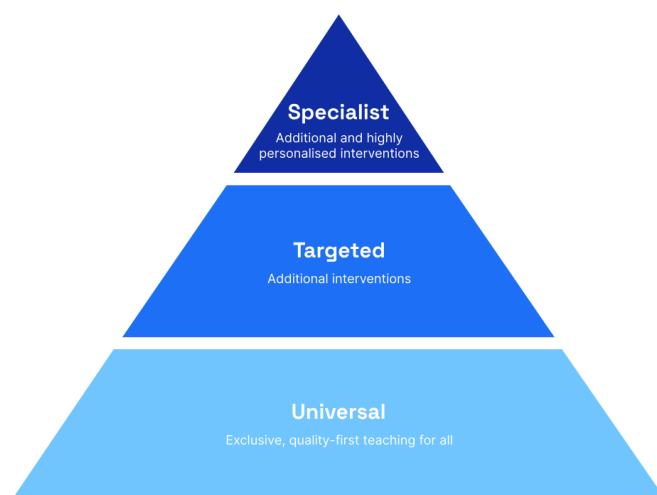 Specialist
Additional and highly
personalised interventions
Targeted
Additional interventions
Universal
Exclusive, quality-first teaching for all